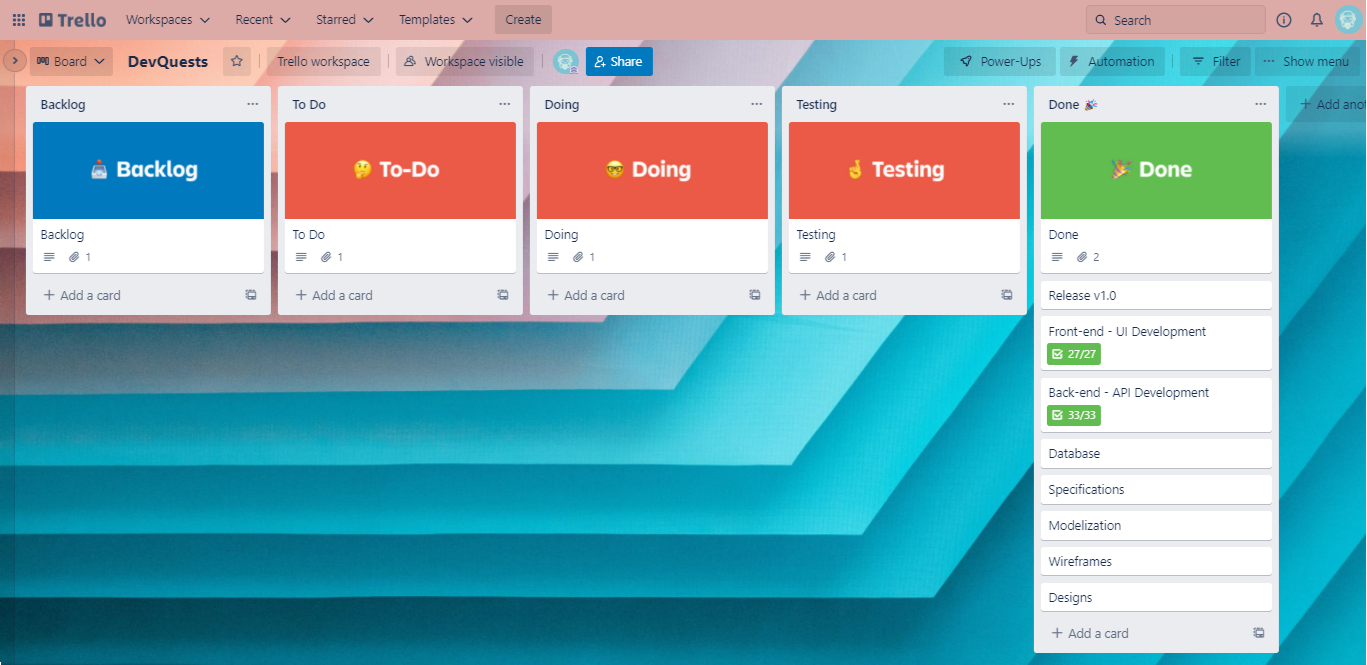 Trello Workspaces Recent Starred Templates Create Search
Board DevQuests Trello workspace Workspace visible Share Power-Ups Automation Filter Show menu
Backlog
Backlog
Backlog
1
Add a card
To Do
To-Do
To Do
1
Add a card
Doing
Doing
Doing
1
Add a card
Testing
Testing
Testing
1
Add a card
Done
Done
Done
2
Release v1.0
Front-end - UI Development
27/27
Back-end - API Development
33/33
Database
Specifications
Modelization
Wireframes
Designs
Add a card
Add anot